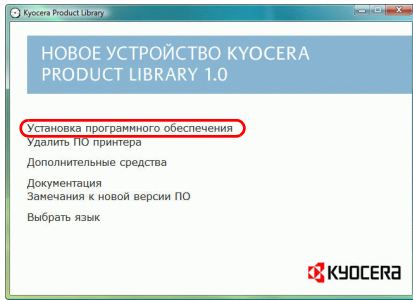 Kyocera Product Library
НОВОЕ УСТРОЙСТВО KYOCERA
PRODUCT LIBRARY 1.0
Установка программного обеспечения
Удалить ПО принтера
Дополнительные средства
Документация
Замечания к новой версии ПО
Выбрать язык
KYOCERA